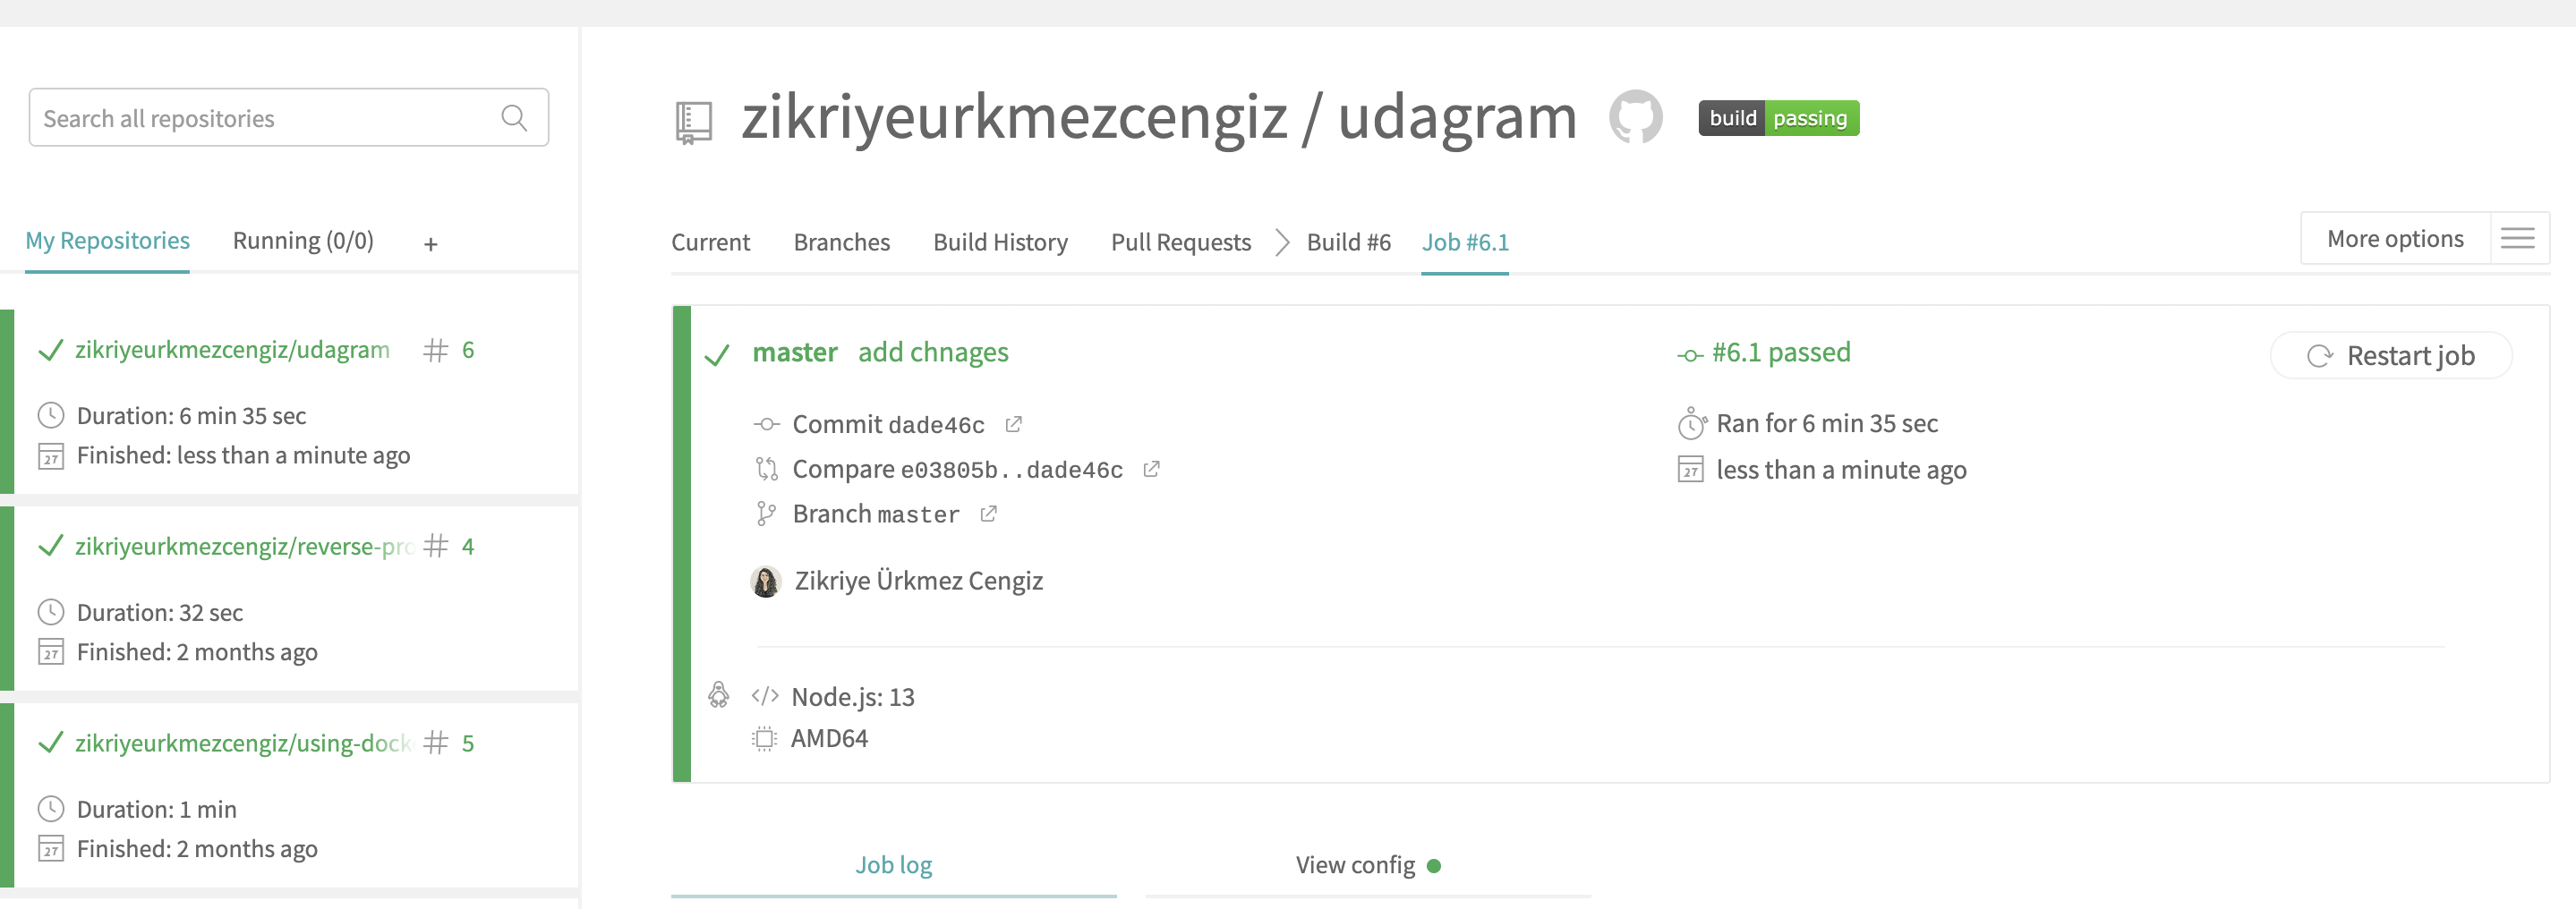 Search all repositories
My Repositories Running (0/0) +
zikriyeurkmezcengiz/udagram # 6
Duration: 6 min 35 sec
27 Finished: less than a minute ago
zikriyeurkmezcengiz/reverse-pro # 4
Duration: 32 sec
27 Finished: 2 months ago
zikriyeurkmezcengiz/using-dock # 5
Duration: 1 min
27 Finished: 2 months ago
zikriyeurkmezcengiz / udagram build passing
Current Branches Build History Pull Requests Build #6 Job #6.1 More options
master add chnages
Commit dade46c
Compare e03805b..dade46c
Branch master
Zikriye Ürkmez Cengiz
#6.1 passed
Ran for 6 min 35 sec
27 less than a minute ago
Restart job
</> Node.js: 13
AMD64
Job log View config